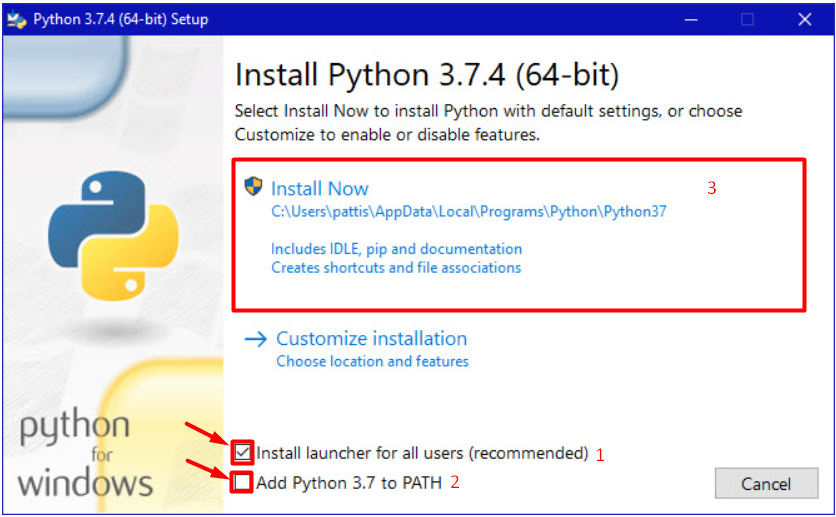 Python 3.7.4 (64-bit) Setup
Install Python 3.7.4 (64-bit)
Select Install Now to install Python with default settings, or choose
Customize to enable or disable features.
Install Now 3
C:\Users\pattis\AppData\Local\Programs\Python\Python37
Includes IDLE, pip and documentation
Creates shortcuts and file associations
Customize installation
Choose location and features
python
for
windows
Install launcher for all users (recommended) 1
Add Python 3.7 to PATH 2
Cancel